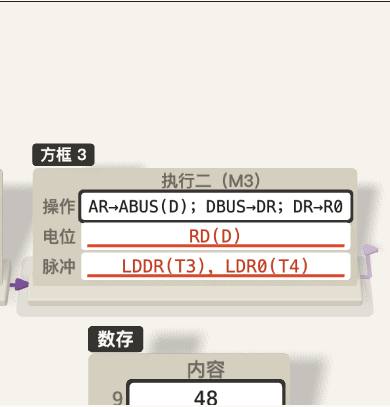 方框 3
执行二（M3）
操作 AR→ABUS(D); DBUS→DR; DR→R0
电位 RD(D)
脉冲 LDDR(T3), LDR0(T4)
数存
内容
9 48